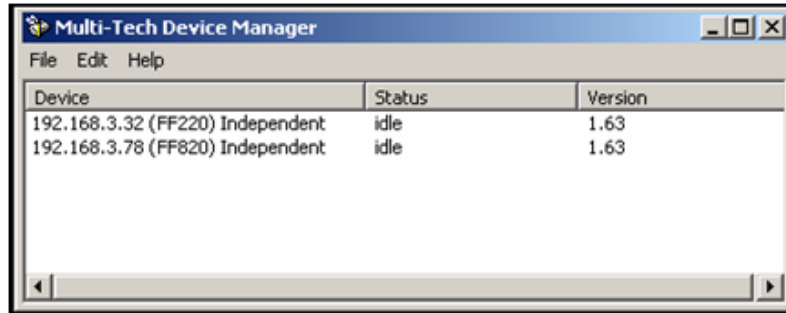 Multi-Tech Device Manager
File Edit Help
Device Status Version
192.168.3.32 (FF220) Independent idle 1.63
192.168.3.78 (FF820) Independent idle 1.63